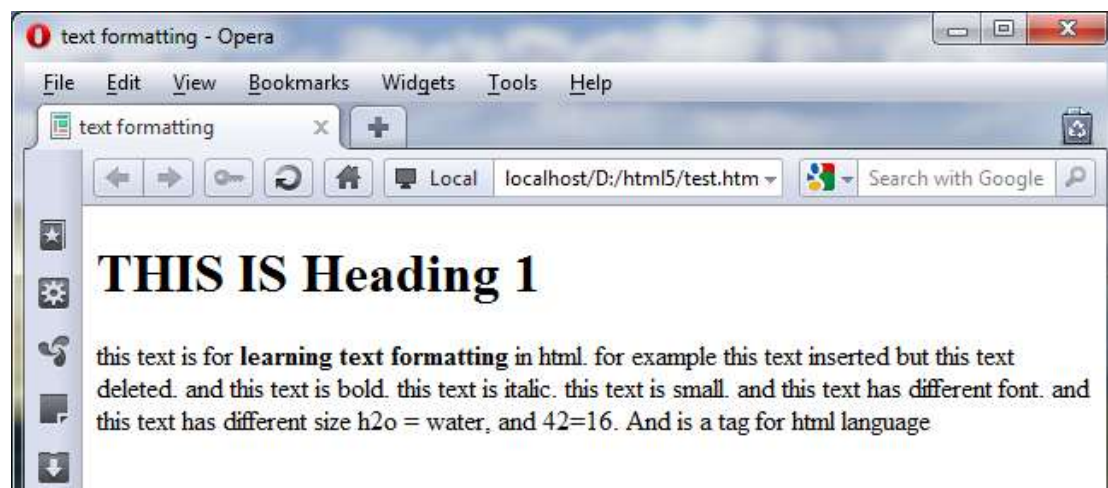 text formatting - Opera
File Edit View Bookmarks Widgets Tools Help
text formatting
Local localhost/D:/html5/test.htm Search with Google
THIS IS Heading 1
this text is for learning text formatting in html. for example this text inserted but this text
deleted. and this text is bold. this text is italic. this text is small. and this text has different font. and
this text has different size h2o = water, and 42=16. And is a tag for html language